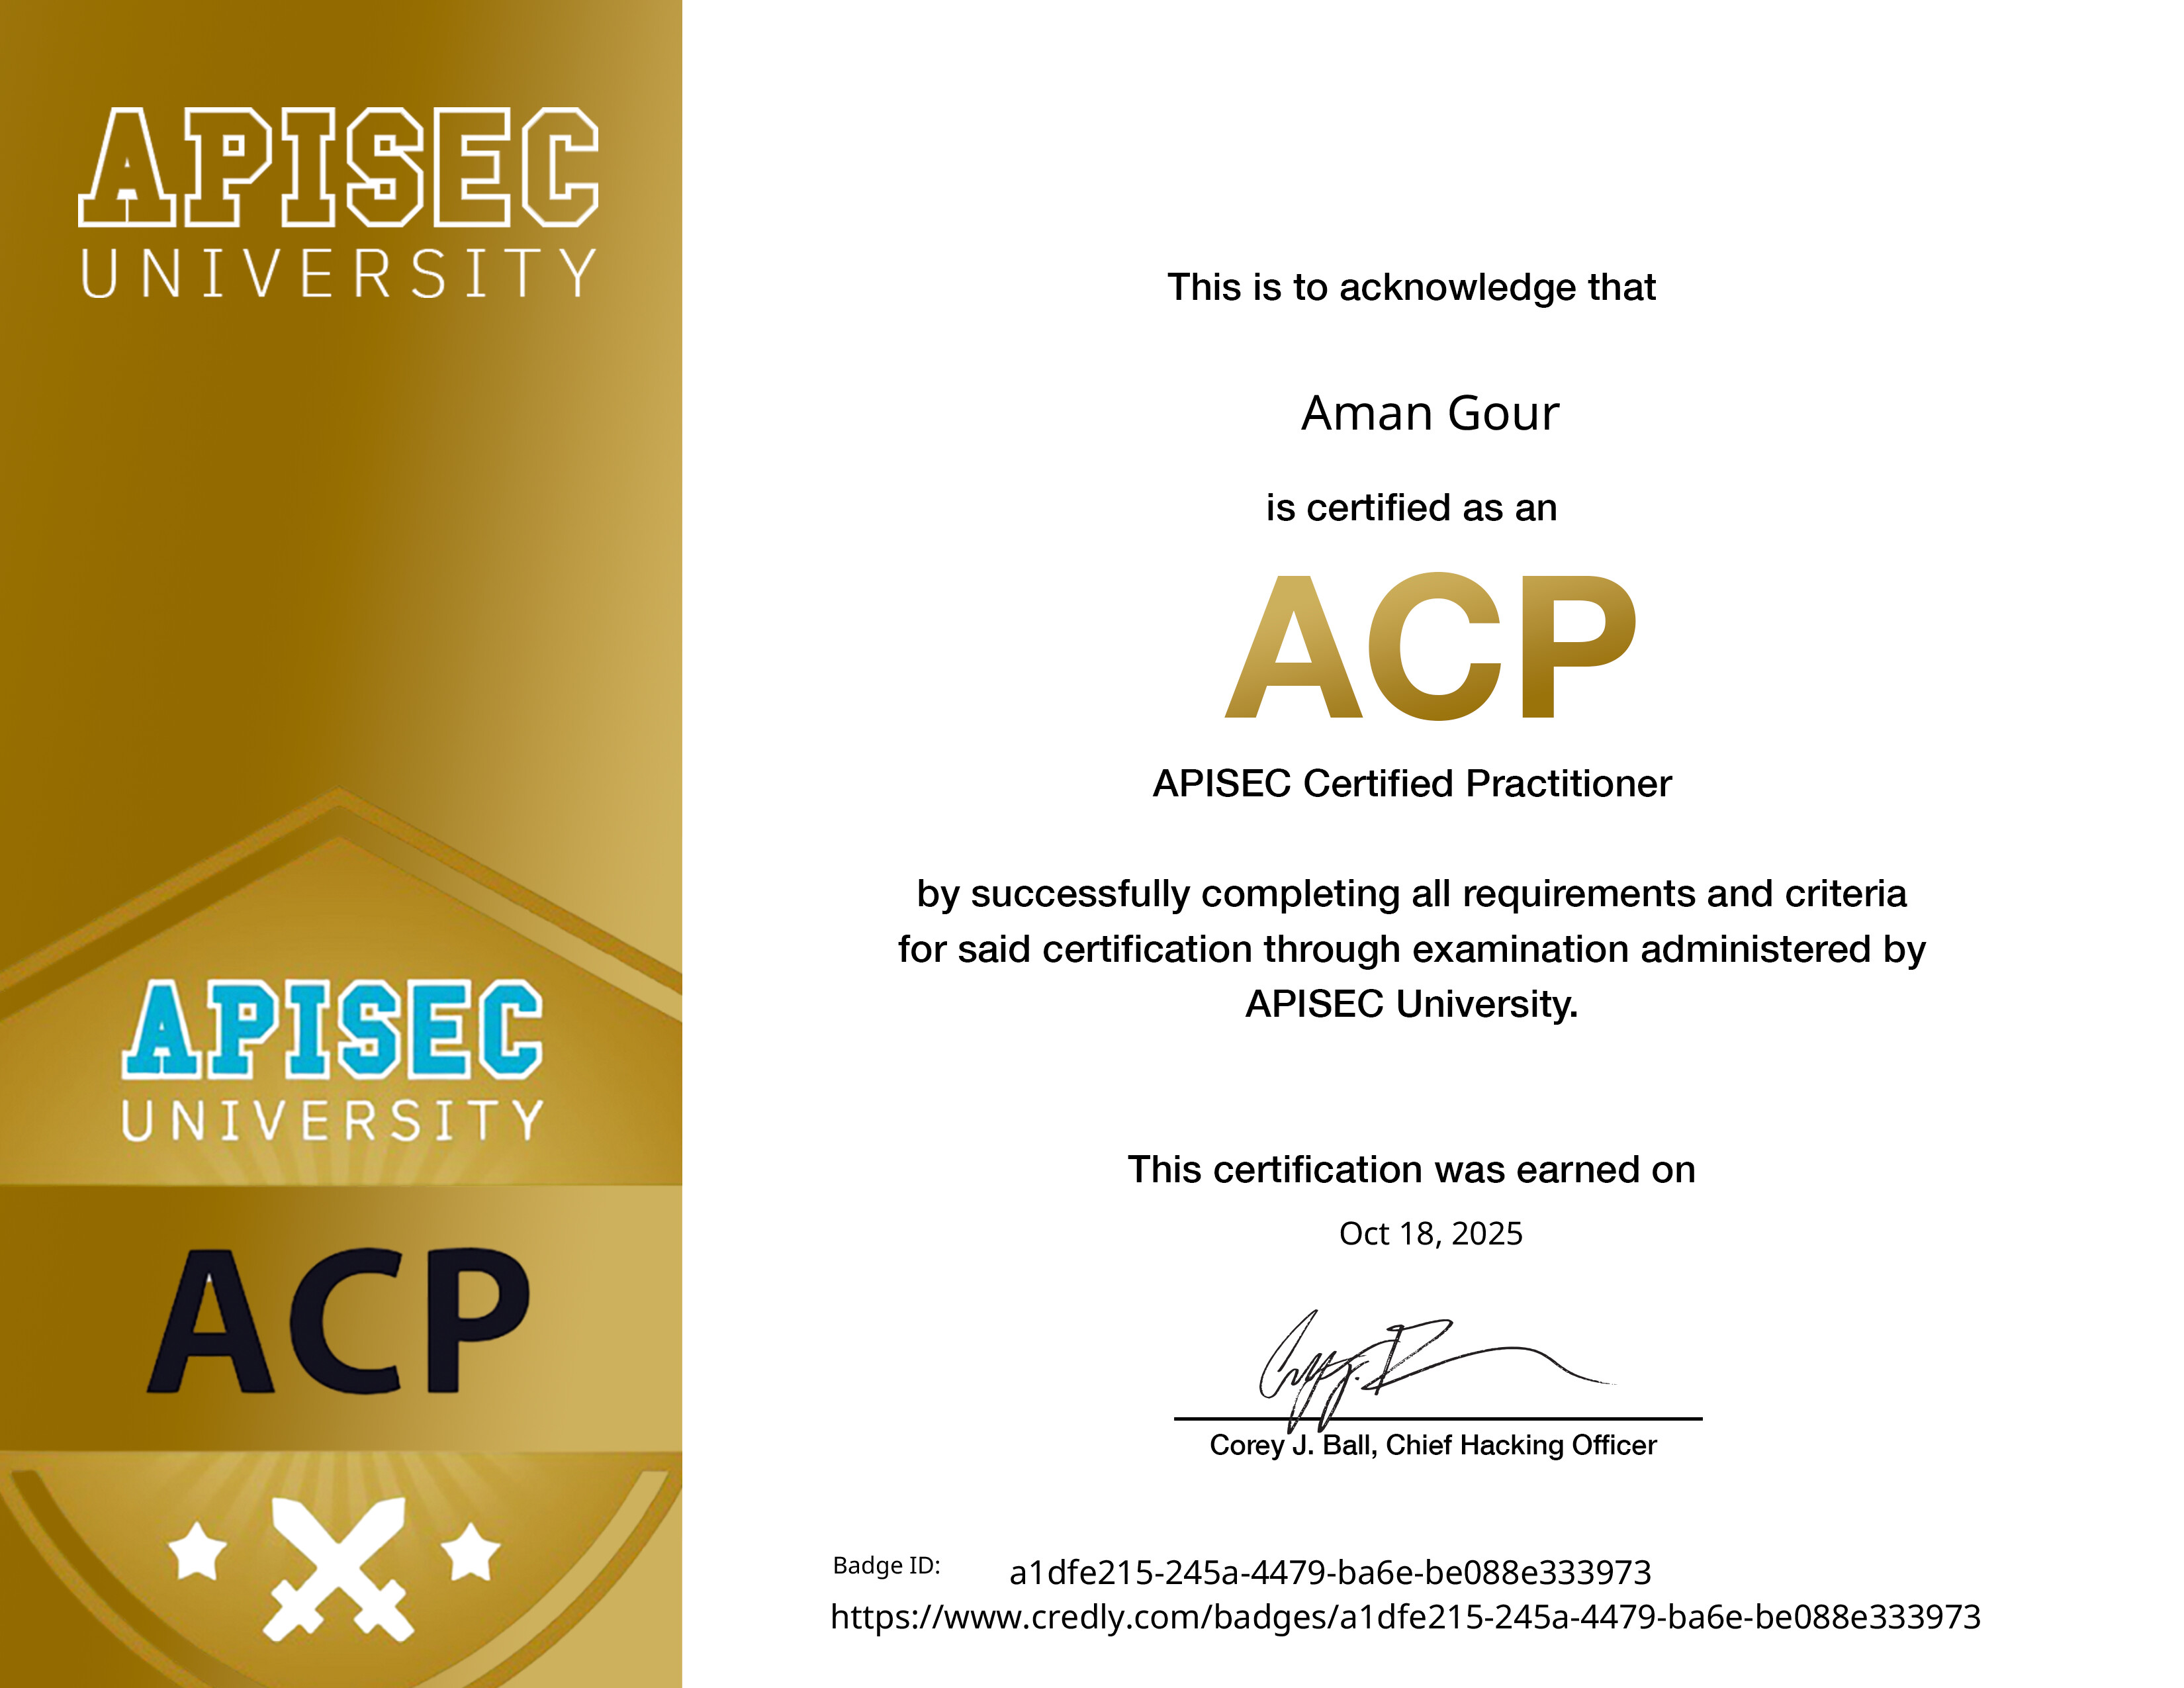 APISEC
UNIVERSITY
This is to acknowledge that
Aman Gour
is certified as an
ACP
APISEC Certified Practitioner
by successfully completing all requirements and criteria
for said certification through examination administered by
APISEC University.
APISEC
UNIVERSITY
ACP
This certification was earned on
Oct 18, 2025
Corey J. Ball, Chief Hacking Officer
Badge ID: a1dfe215-245a-4479-ba6e-be088e333973
https://www.credly.com/badges/a1dfe215-245a-4479-ba6e-be088e333973